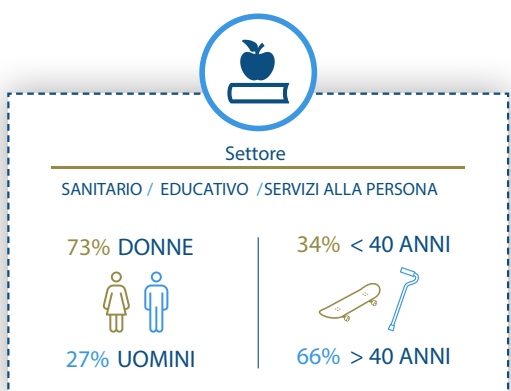 Settore
SANITARIO / EDUCATIVO / SERVIZI ALLA PERSONA
73% DONNE
27% UOMINI
34% < 40 ANNI
66% > 40 ANNI